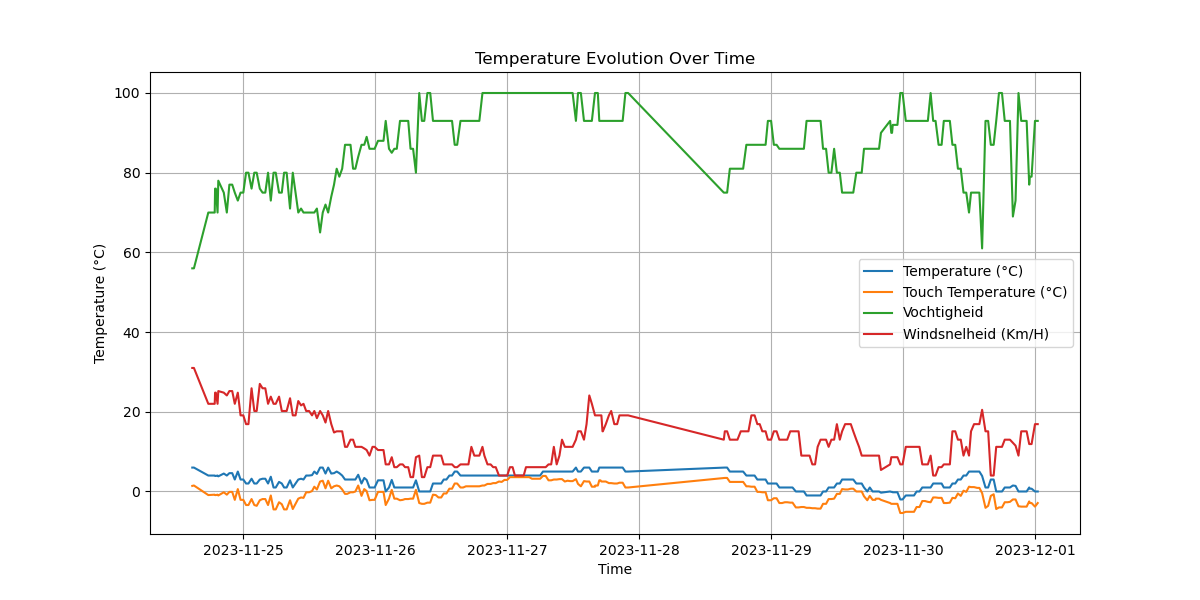 Temperature Evolution Over Time
Temperature (°C)
100
80
60
40
20
0
Temperature (°C)
Touch Temperature (°C)
Vochtigheid
Windsnelheid (Km/H)
2023-11-25
2023-11-26
2023-11-27
2023-11-28
2023-11-29
2023-11-30
2023-12-01
Time